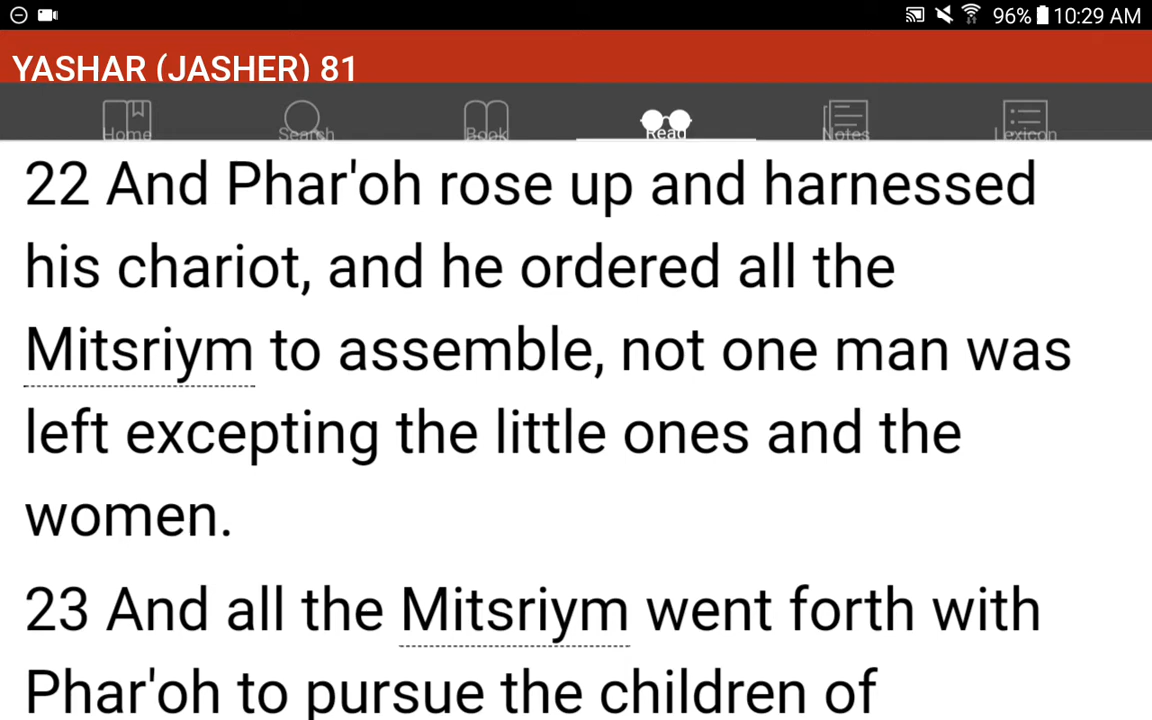 96% 10:29 AM
YASHAR (JASHER) 81
Home Search Book Read Notes Lexicon
22 And Phar'oh rose up and harnessed
his chariot, and he ordered all the
Mitsriym to assemble, not one man was
left excepting the little ones and the
women.
23 And all the Mitsriym went forth with
Phar'oh to pursue the children of